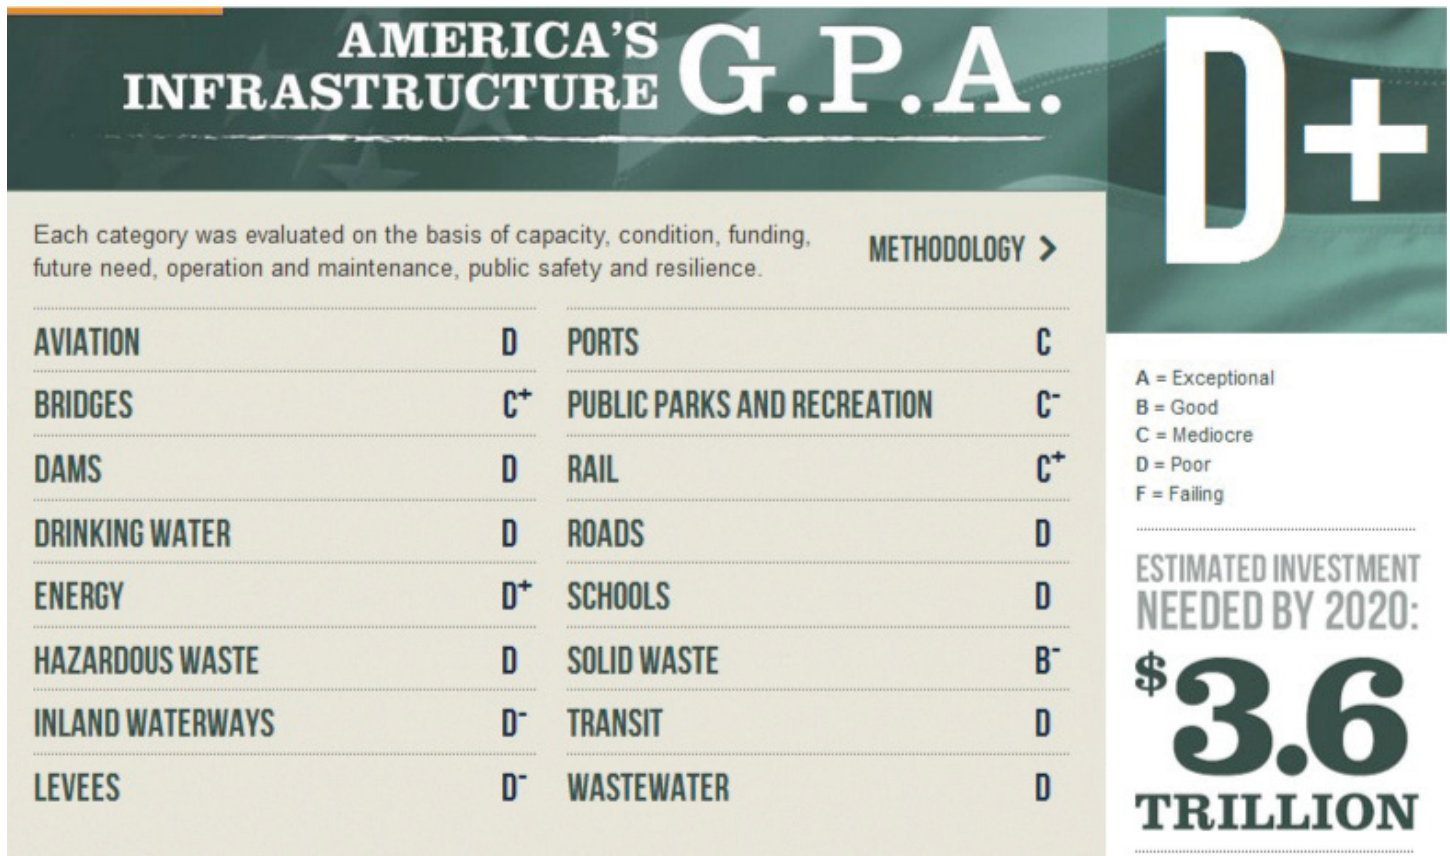 AMERICA'S
INFRASTRUCTURE G.P.A.
D+
Each category was evaluated on the basis of capacity, condition, funding,
future need, operation and maintenance, public safety and resilience.
METHODOLOGY >
AVIATION D
BRIDGES C+
DAMS D
DRINKING WATER D
ENERGY D+
HAZARDOUS WASTE D
INLAND WATERWAYS D-
LEVEES D-
PORTS C
PUBLIC PARKS AND RECREATION C-
RAIL C+
ROADS D
SCHOOLS D
SOLID WASTE B-
TRANSIT D
WASTEWATER D
A = Exceptional
B = Good
C = Mediocre
D = Poor
F = Failing
ESTIMATED INVESTMENT
NEEDED BY 2020:
$3.6
TRILLION